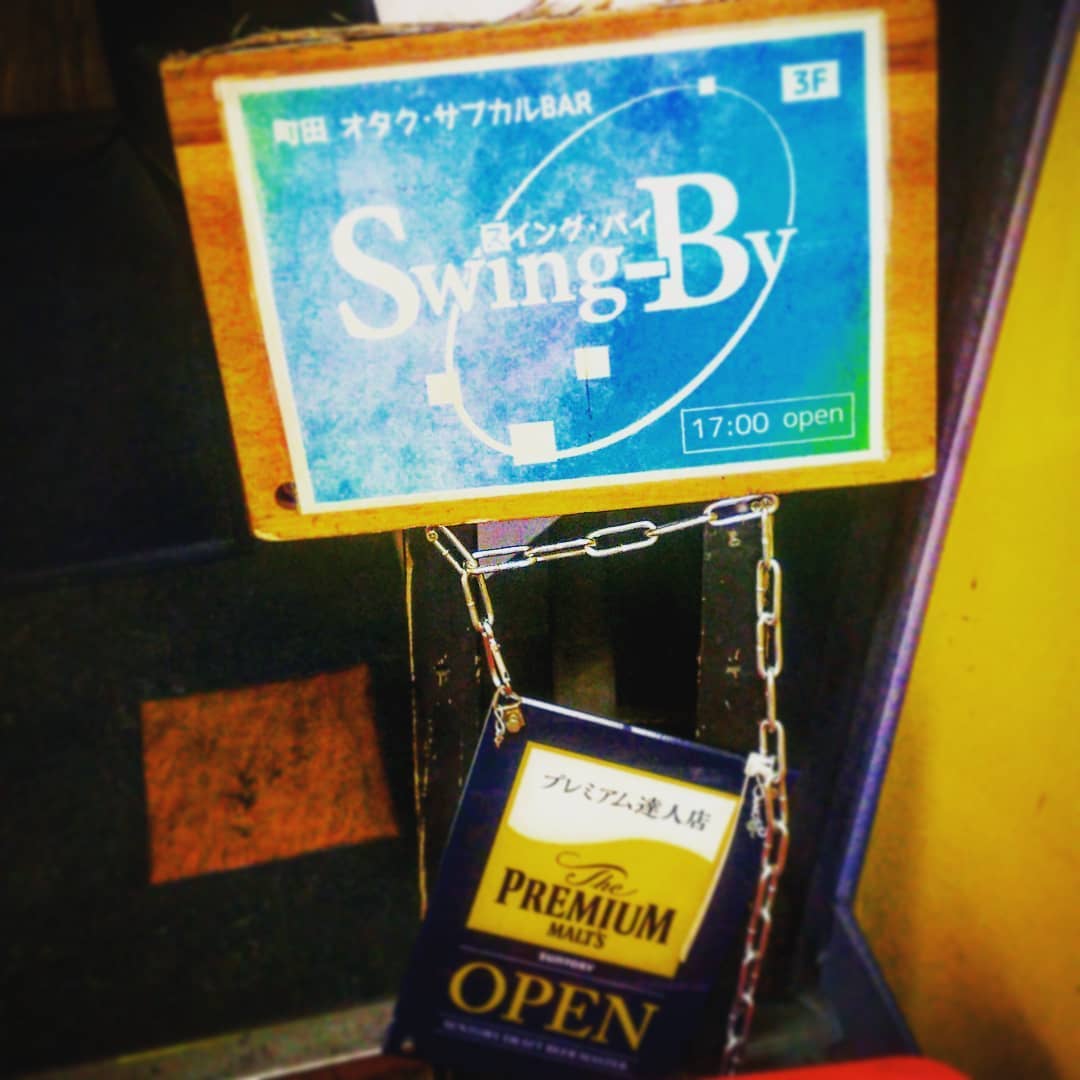 町田 オタク・サブカルBAR
3F
スイング・バイ
Swing-By
17:00 open
プレミアム達人店
The
PREMIUM
MALT'S
SUNTORY
OPEN